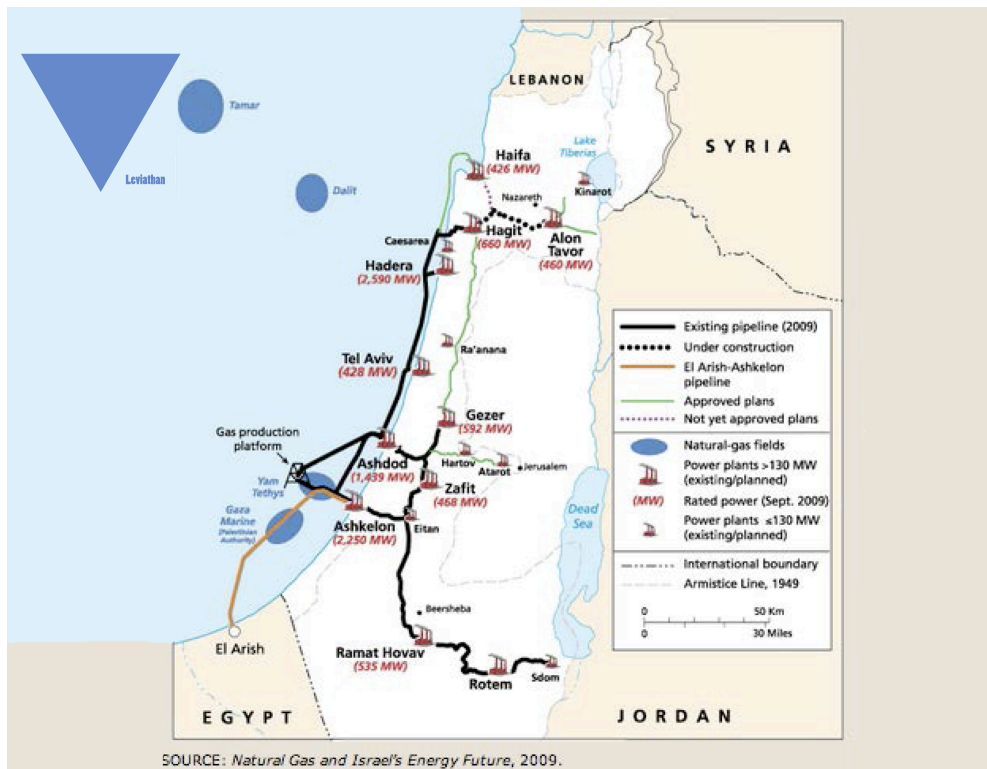 LEBANON
SYRIA
Tamar
Leviathan
Dalit
Lake
Tiberias
Haifa
(426 MW)
Kinarot
Nazareth
Hagit
(660 MW)
Alon
Tavor
(460 MW)
Caesarea
Hadera
(2,590 MW)
Ra'anana
Tel Aviv
(428 MW)
Gezer
(592 MW)
Gas production
platform
Ashdod
(1,439 MW)
Hartov
Atarot
Jerusalem
Yam
Tethys
Zafit
(468 MW)
Gaza
Marine
(Palestinian
Authority)
Ashkelon
(2,250 MW)
Eitan
Dead
Sea
Beersheba
El Arish
Ramat Hovav
(535 MW)
Rotem
Sdom
EGYPT
JORDAN
Existing pipeline (2009)
Under construction
El Arish-Ashkelon
pipeline
Approved plans
Not yet approved plans
Natural-gas fields
Power plants >130 MW
(existing/planned)
(MW) Rated power (Sept. 2009)
Power plants ≤130 MW
(existing/planned)
International boundary
Armistice Line, 1949
0 50 Km
0 30 Miles
SOURCE: Natural Gas and Israel's Energy Future, 2009.